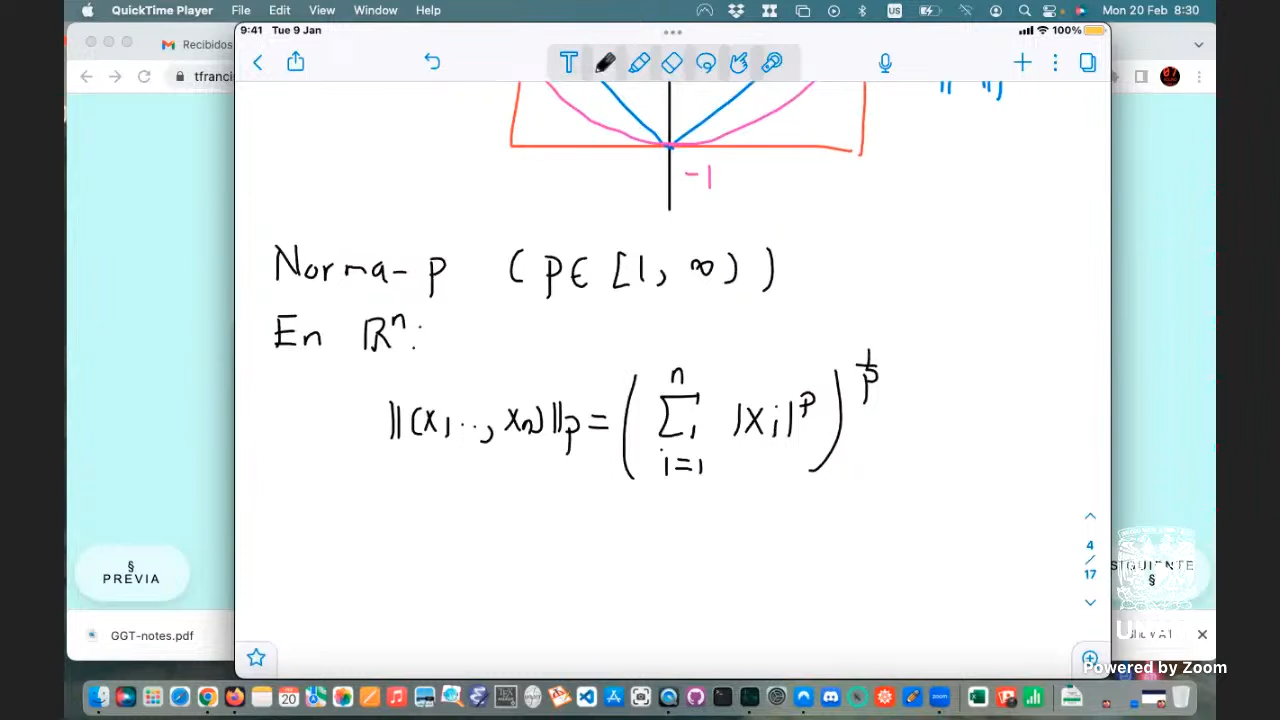 QuickTime Player File Edit View Window Help US Mon 20 Feb 8:30
9:41 Tue 9 Jan 100%
Recibidos
tfranci
T
-1
Norma-p (p∈[1, ∞))
En ℝⁿ:
||(x₁..., xₙ)||ₚ = (∑ᵢ₌₁ⁿ |xᵢ|ᵖ)^(1/p)
4
/
17
§
PREVIA
SIGUIENTE
§
GGT-notes.pdf
Powered by Zoom